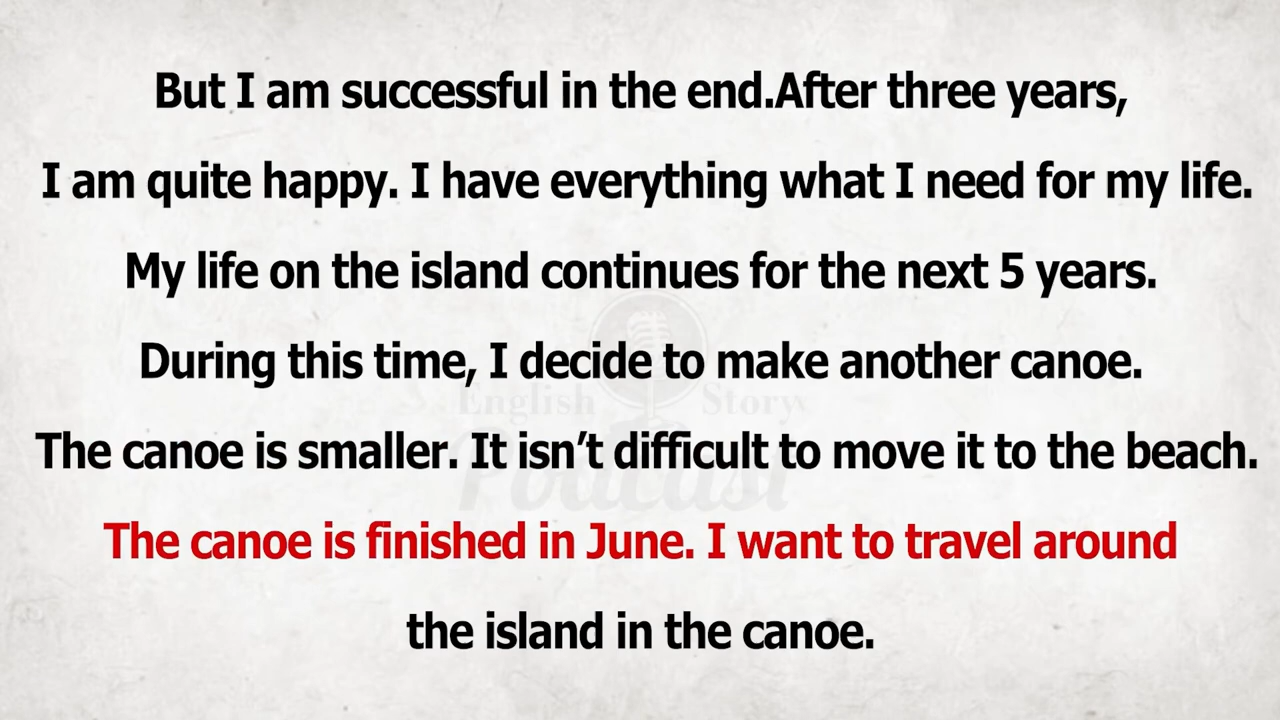 But I am successful in the end.After three years,
I am quite happy. I have everything what I need for my life.
My life on the island continues for the next 5 years.
During this time, I decide to make another canoe.
English Story
The canoe is smaller. It isn’t difficult to move it to the beach.
Podcast
The canoe is finished in June. I want to travel around
the island in the canoe.